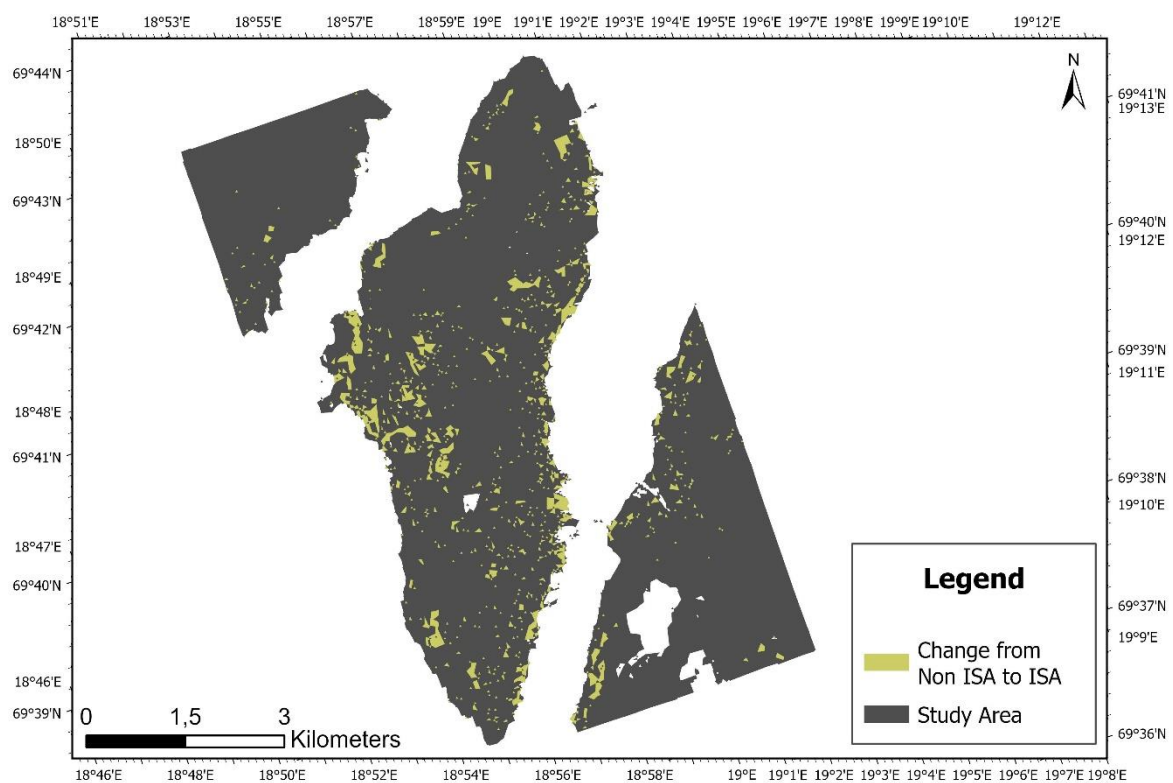 18°51'E 18°53'E 18°55'E 18°57'E 18°59'E 19°0'E 19°1'E 19°2'E 19°3'E 19°4'E 19°5'E 19°6'E 19°7'E 19°8'E 19°9'E 19°10'E 19°12'E
N
69°44'N
69°41'N
19°13'E
18°50'E
69°43'N
69°40'N
19°12'E
18°49'E
69°42'N
69°39'N
19°11'E
18°48'E
69°41'N
69°38'N
19°10'E
18°47'E
69°40'N
Legend
69°37'N
19°9'E
Change from
Non ISA to ISA
18°46'E
69°39'N
Study Area
69°36'N
0 1,5 3
Kilometers
18°46'E 18°48'E 18°50'E 18°52'E 18°54'E 18°56'E 18°58'E 19°0'E 19°1'E 19°2'E 19°3'E 19°4'E 19°5'E 19°6'E 19°7'E 19°8'E